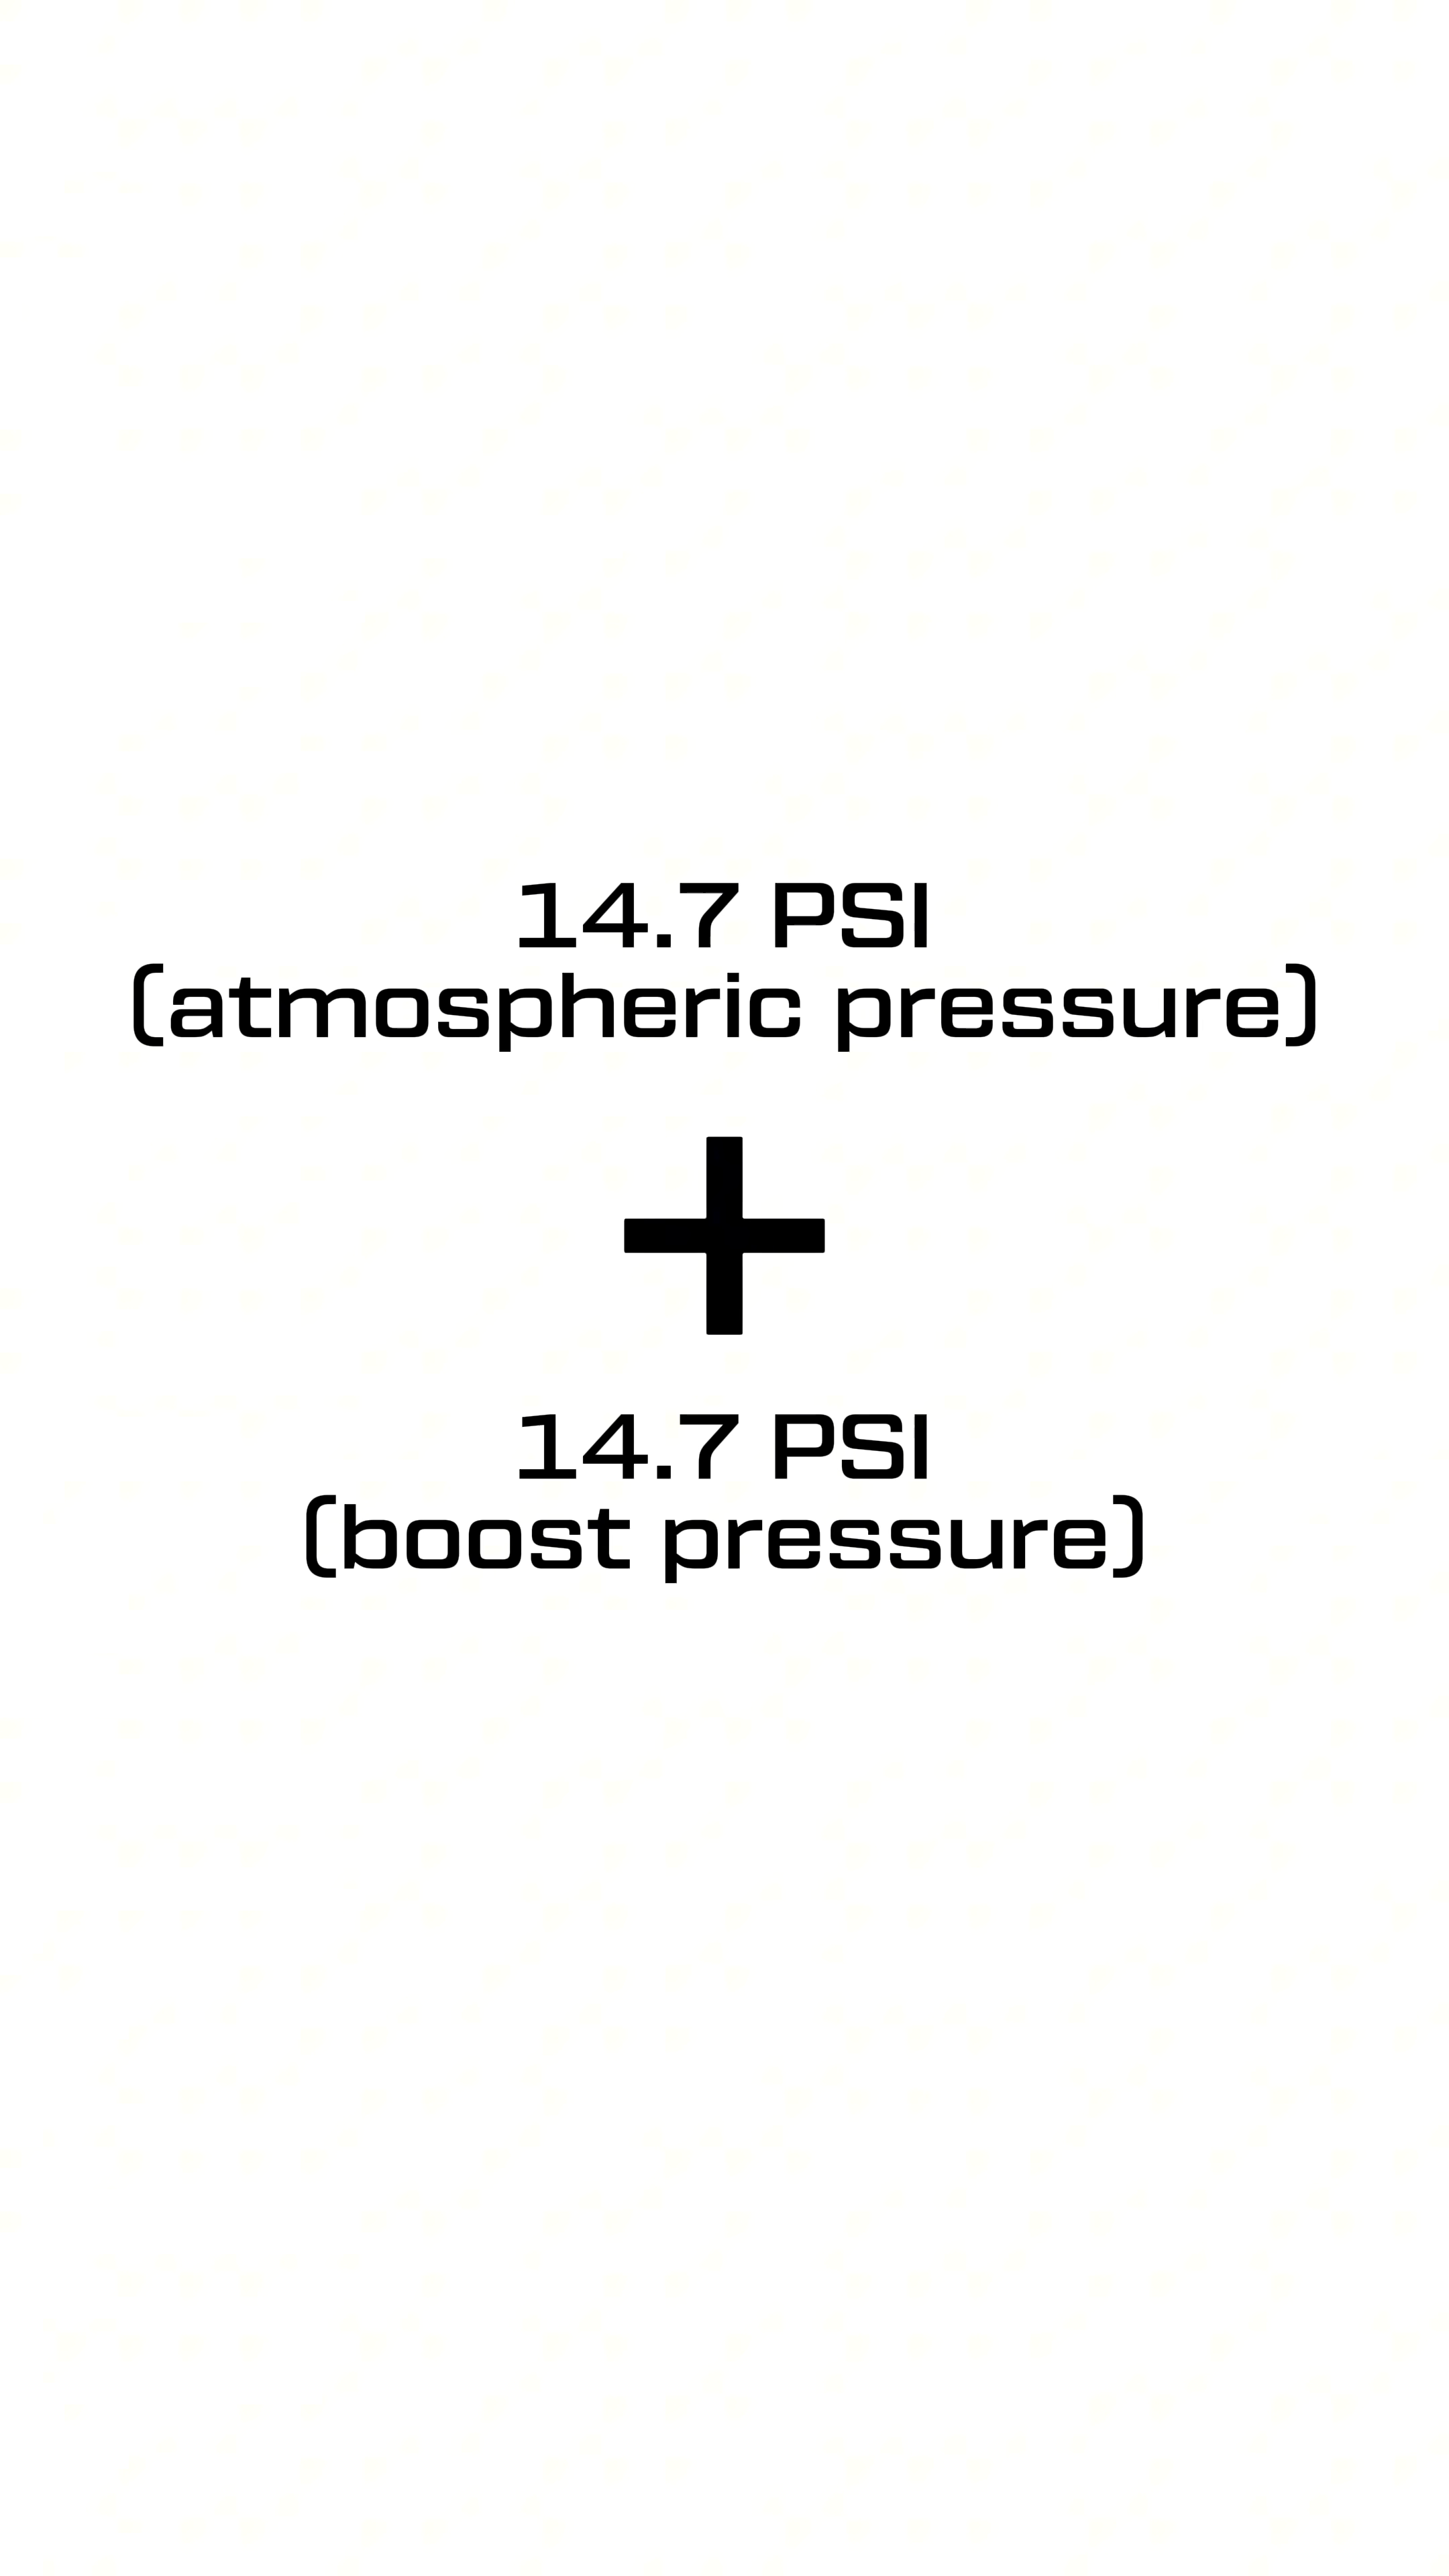 14.7 PSI
(atmospheric pressure)
+
14.7 PSI
(boost pressure)